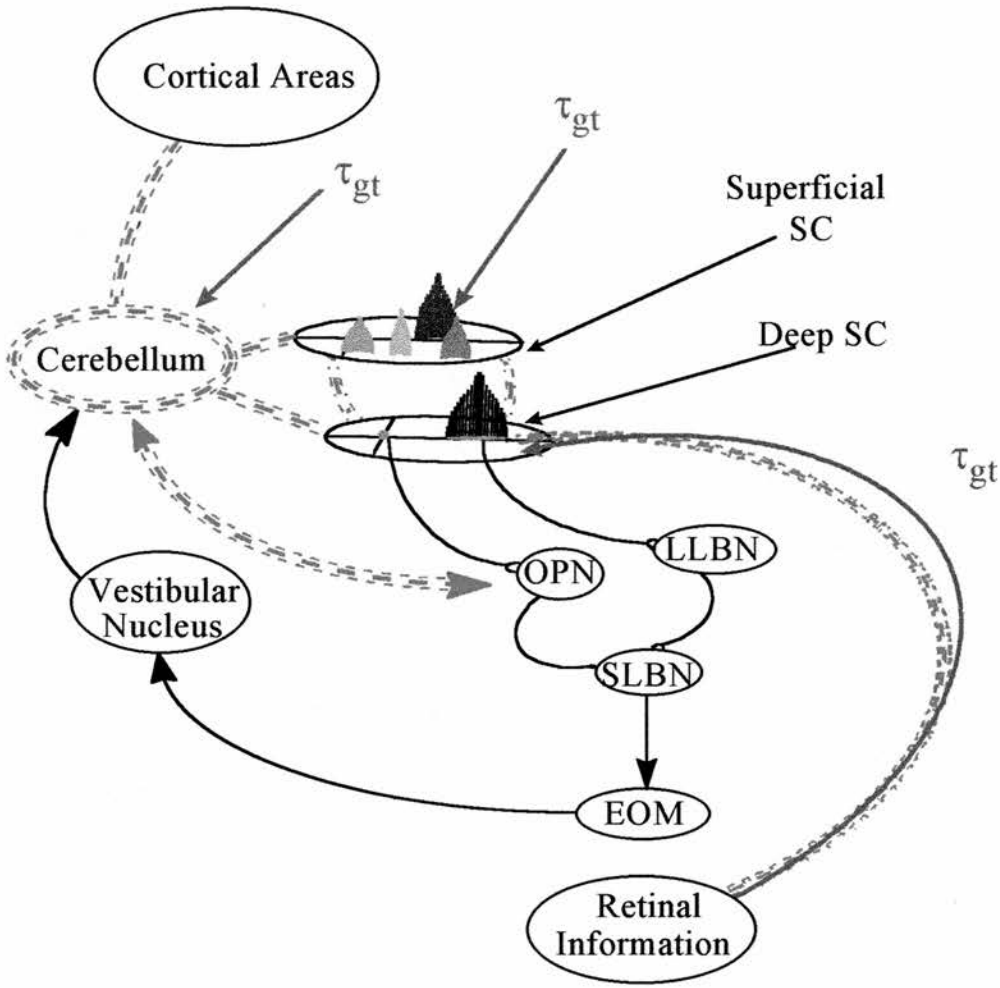 Cortical Areas
τgt
τgt
Superficial
SC
Deep SC
Cerebellum
τgt
LLBN
OPN
Vestibular
Nucleus
SLBN
EOM
Retinal
Information